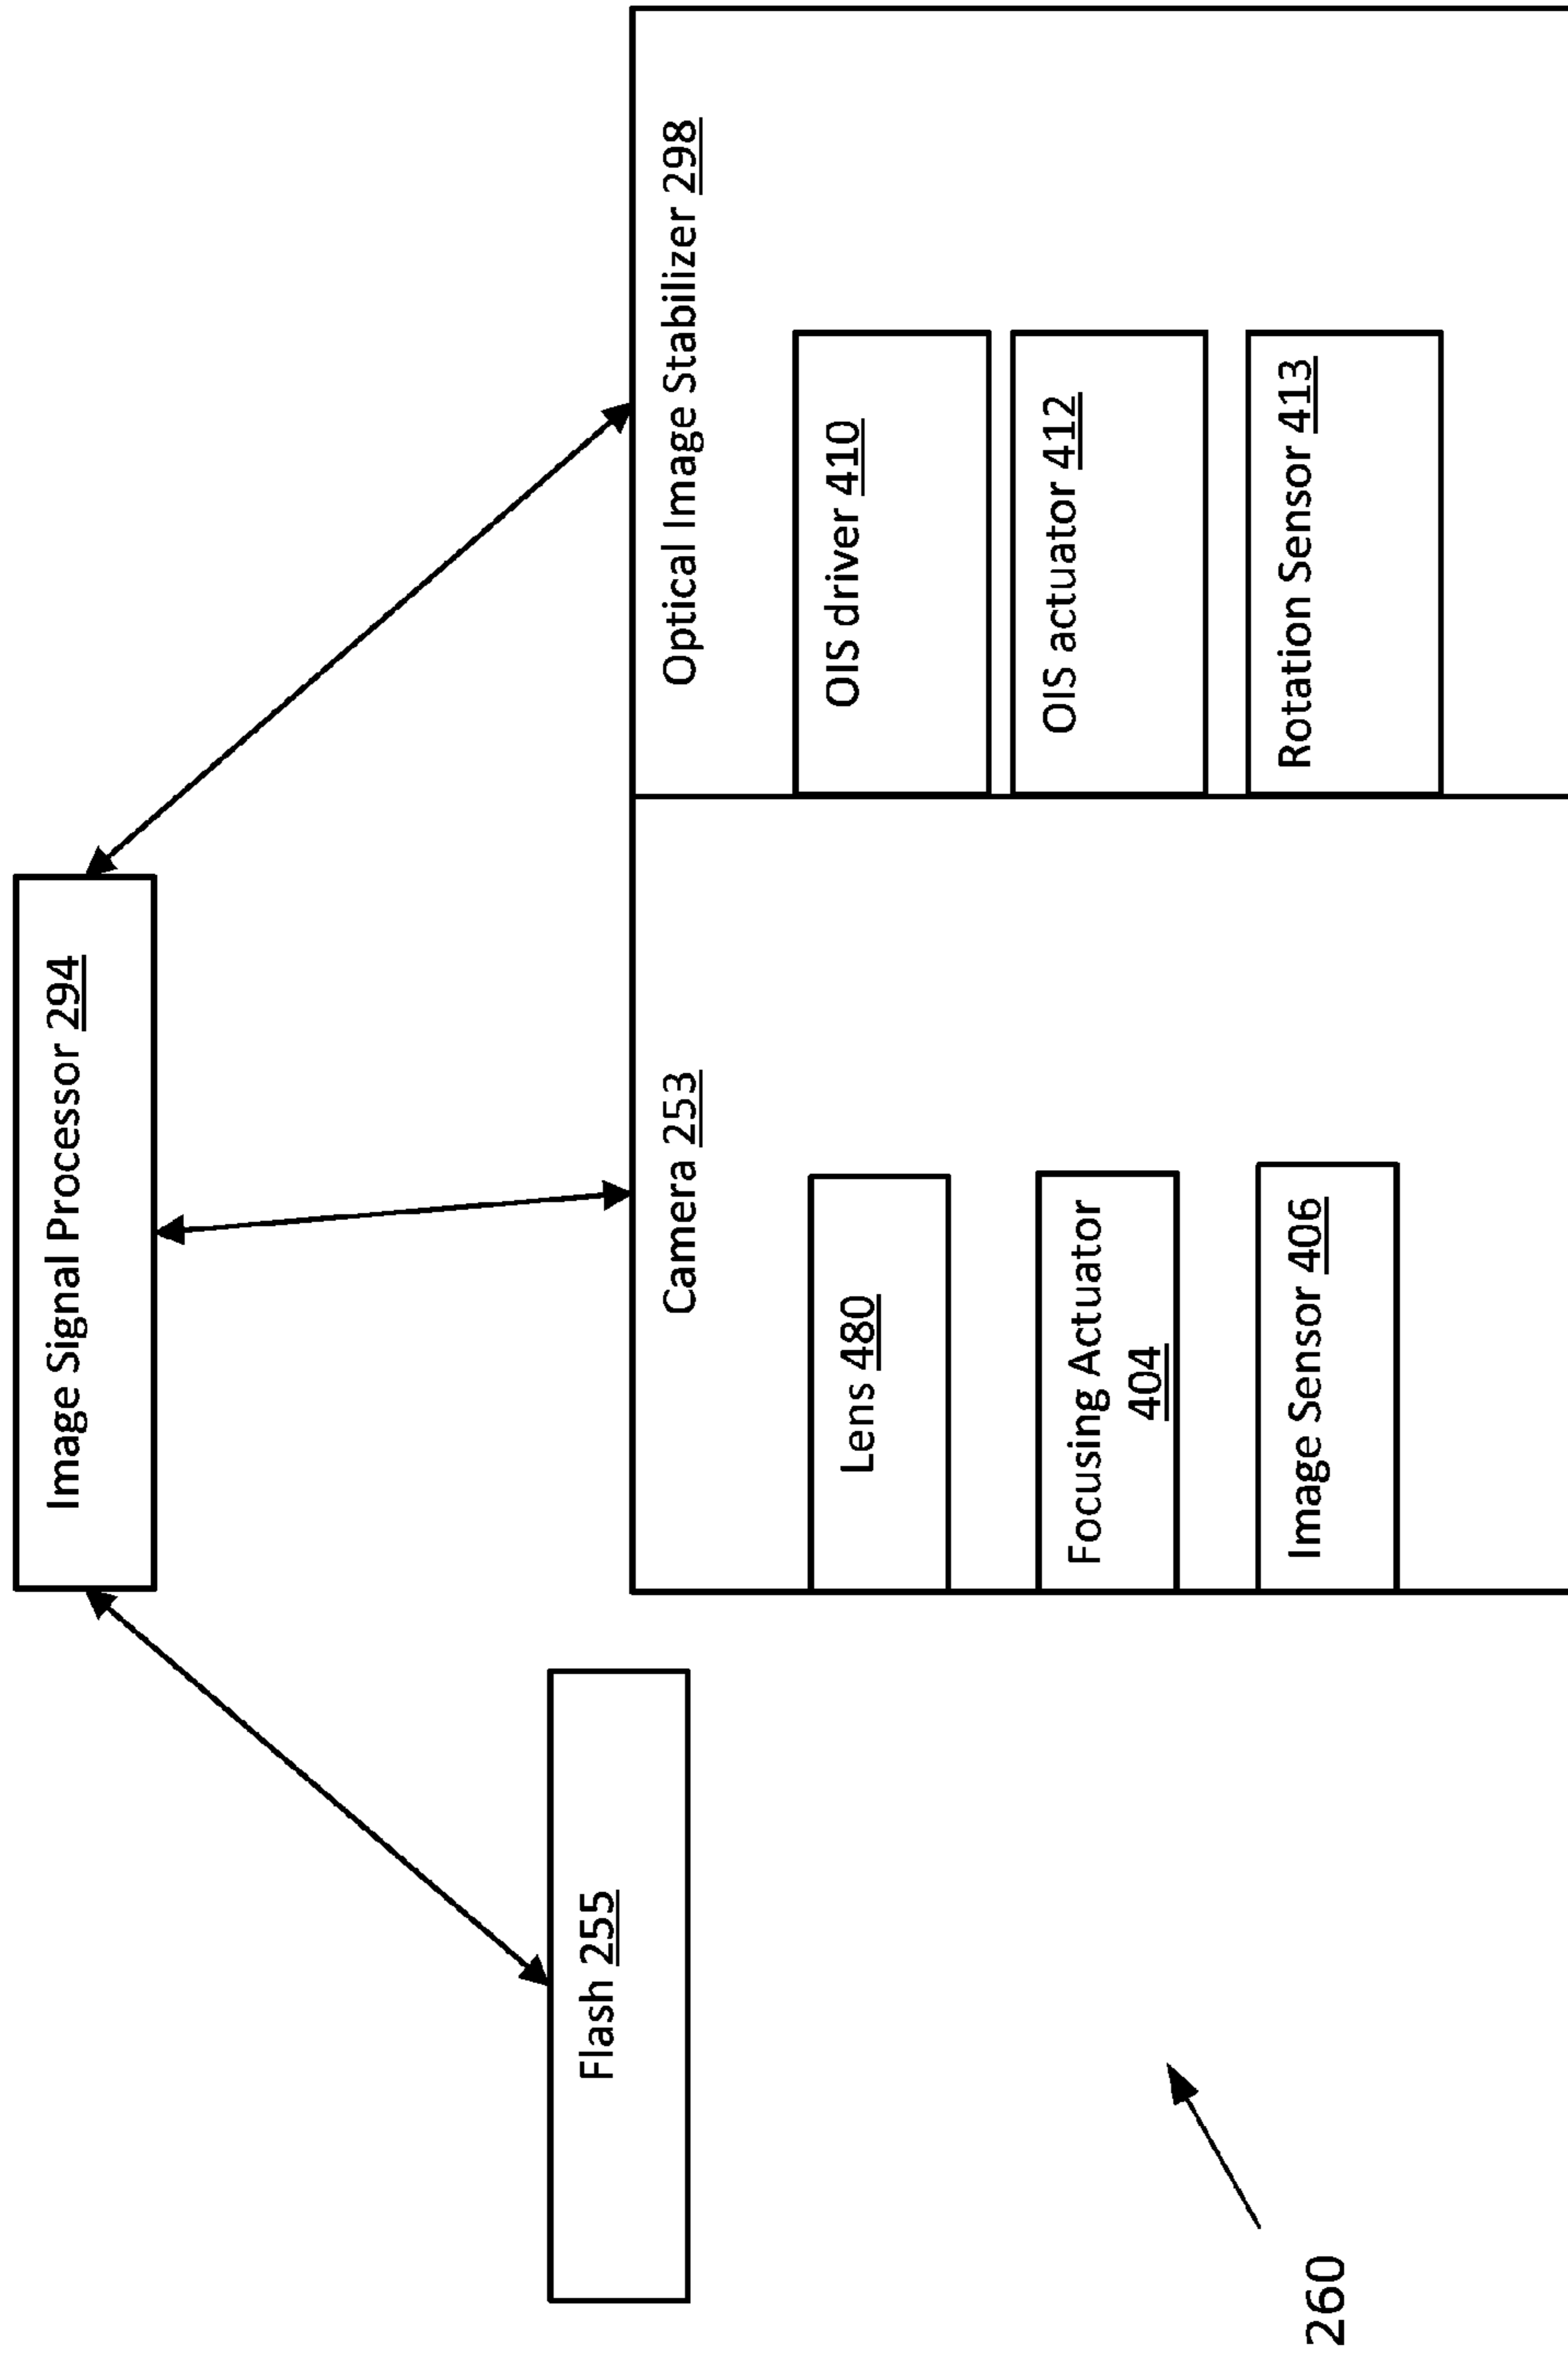 Image Signal Processor 294
Flash 255
Camera 253
Lens 480
Focusing Actuator
404
Image Sensor 406
Optical Image Stabilizer 298
OIS driver 410
OIS actuator 412
Rotation Sensor 413
260